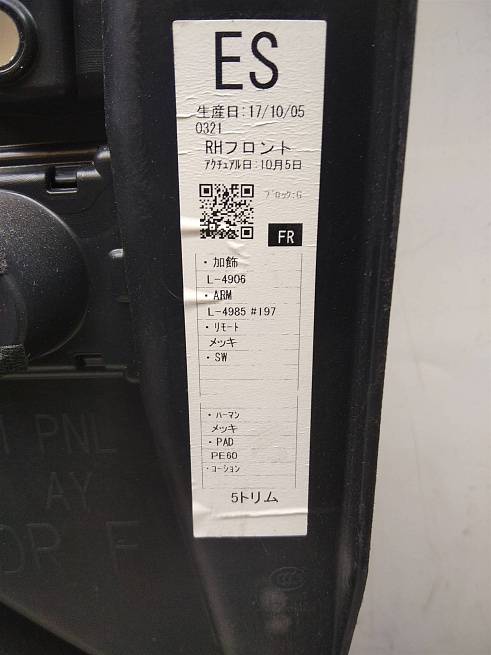 ES
生産日:17/10/05
0321
RHフロント
アクチュアル日:10月5日
ブロック:G
FR
・加飾
L-4906
・ARM
L-4985 #197
・リモート
メッキ
・SW
・ハーマン
メッキ
・PAD
PE60
・コーション
5トリム
PNL
AY
DR F